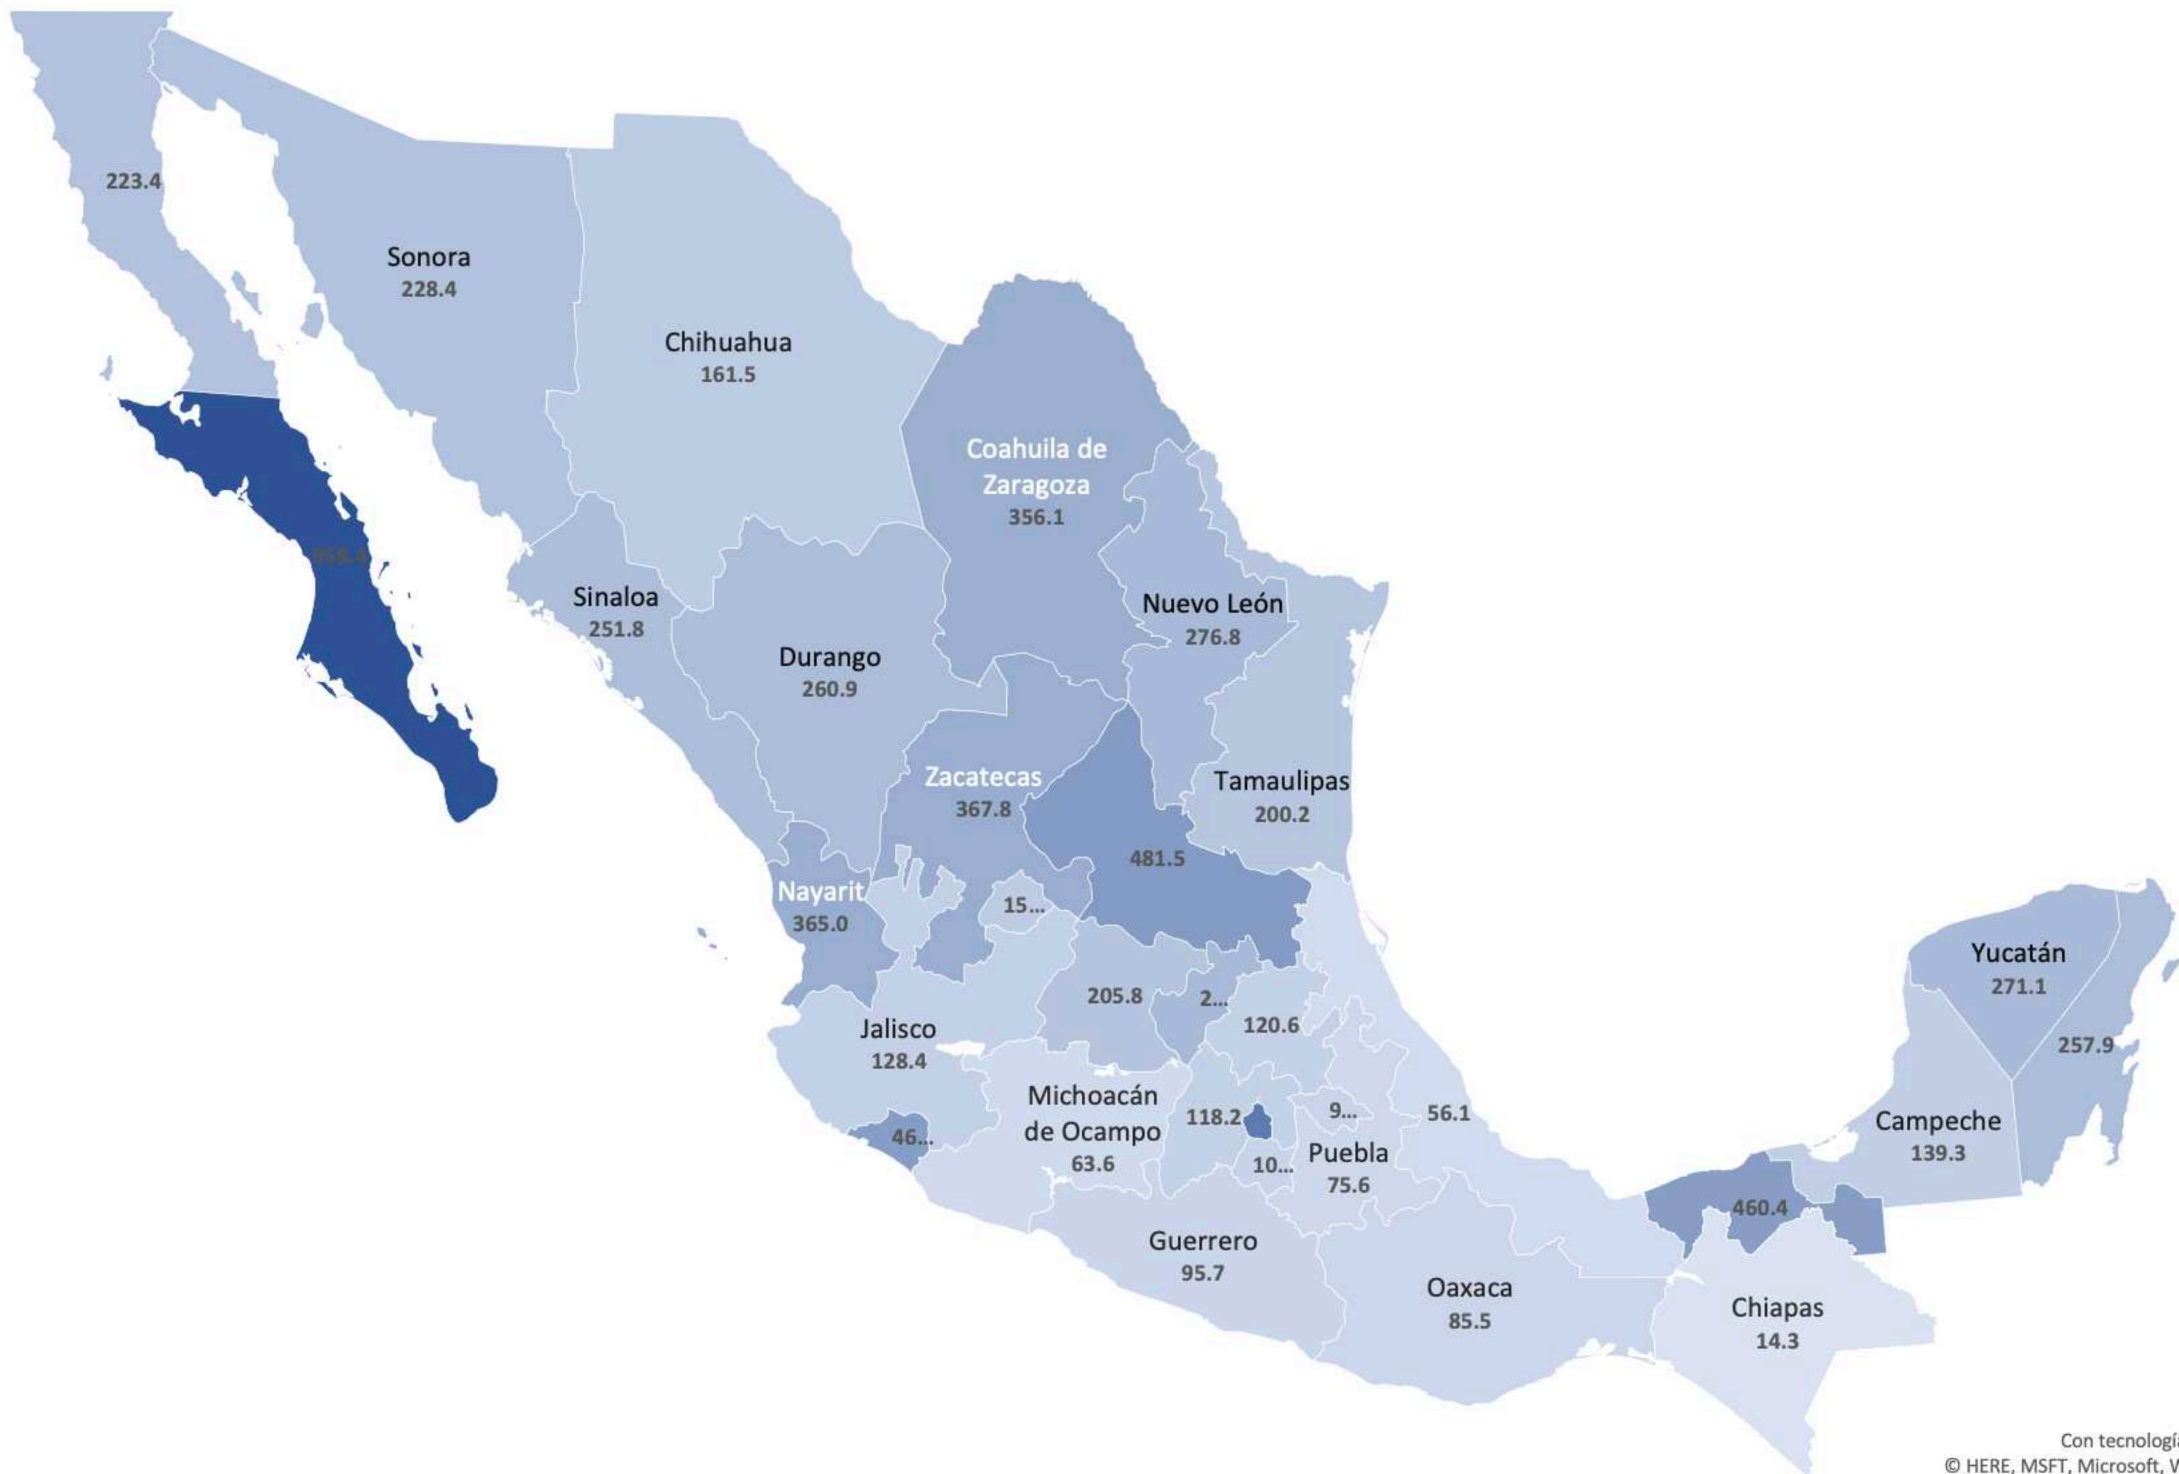 223.4
Sonora
228.4
Chihuahua
161.5
Coahuila de
Zaragoza
356.1
Sinaloa
251.8
Nuevo León
276.8
Durango
260.9
Zacatecas
367.8
Tamaulipas
200.2
481.5
Nayarit
365.0
15...
205.8
2...
120.6
Jalisco
128.4
Yucatán
271.1
257.9
Michoacán
de Ocampo
63.6
118.2
9...
56.1
46...
10...
Puebla
75.6
Campeche
139.3
460.4
Guerrero
95.7
Oaxaca
85.5
Chiapas
14.3
Con tecnología
© HERE, MSFT, Microsoft, W